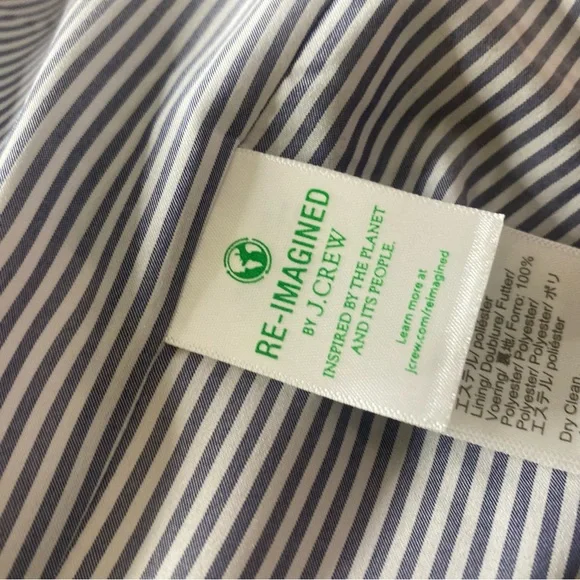 RE-IMAGINED
BY J.CREW
INSPIRED BY THE PLANET
AND ITS PEOPLE.
Learn more at
jcrew.com/reimagined
エステル/ poliéster
Lining/ Doublure/ Futter/
Voering/ 裏地/ Forro: 100%
Polyester/ Polyester/
Polyester/ Polyester/ ポリ
エステル/ poliéster
Dry Clean